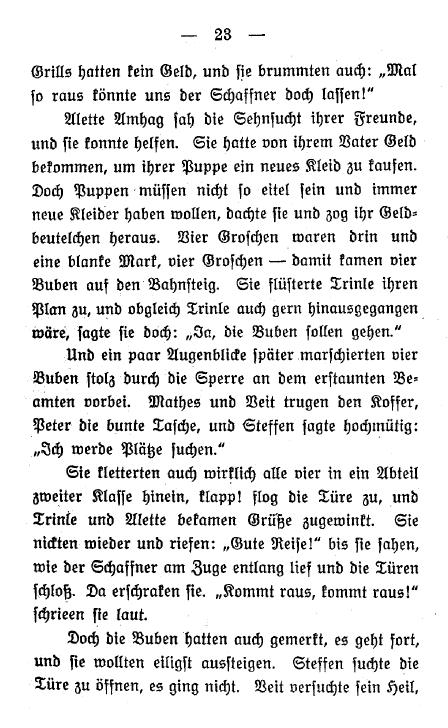 — 23 —
Grills hatten kein Geld, und sie brummten auch: „Mal
so raus könnte uns der Schaffner doch lassen!“
Alette Amhag sah die Sehnsucht ihrer Freunde,
und sie konnte helfen. Sie hatte von ihrem Vater Geld
bekommen, um ihrer Puppe ein neues Kleid zu kaufen.
Doch Puppen müssen nicht so eitel sein und immer
neue Kleider haben wollen, dachte sie und zog ihr Geld-
beutelchen heraus. Vier Groschen waren drin und
eine blanke Mark, vier Groschen — damit kamen vier
Buben auf den Bahnsteig. Sie flüsterte Trinle ihren
Plan zu, und obgleich Trinle auch gern hinausgegangen
wäre, sagte sie doch: „Ja, die Buben sollen gehen.“
Und ein paar Augenblicke später marschierten vier
Buben stolz durch die Sperre an dem erstaunten Be-
amten vorbei. Mathes und Veit trugen den Koffer,
Peter die bunte Tasche, und Steffen sagte hochmütig:
„Ich werde Plätze suchen.“
Sie kletterten auch wirklich alle vier in ein Abteil
zweiter Klasse hinein, klapp! flog die Türe zu, und
Trinle und Alette bekamen Grüße zugewinkt. Sie
nickten wieder und riefen: „Gute Reise!“ bis sie sahen,
wie der Schaffner am Zuge entlang lief und die Türen
schloß. Da erschraken sie. „Kommt raus, kommt raus!“
schrieen sie laut.
Doch die Buben hatten auch gemerkt, es geht fort,
und sie wollten eiligst aussteigen. Steffen suchte die
Türe zu öffnen, es ging nicht. Veit versuchte sein Heil,